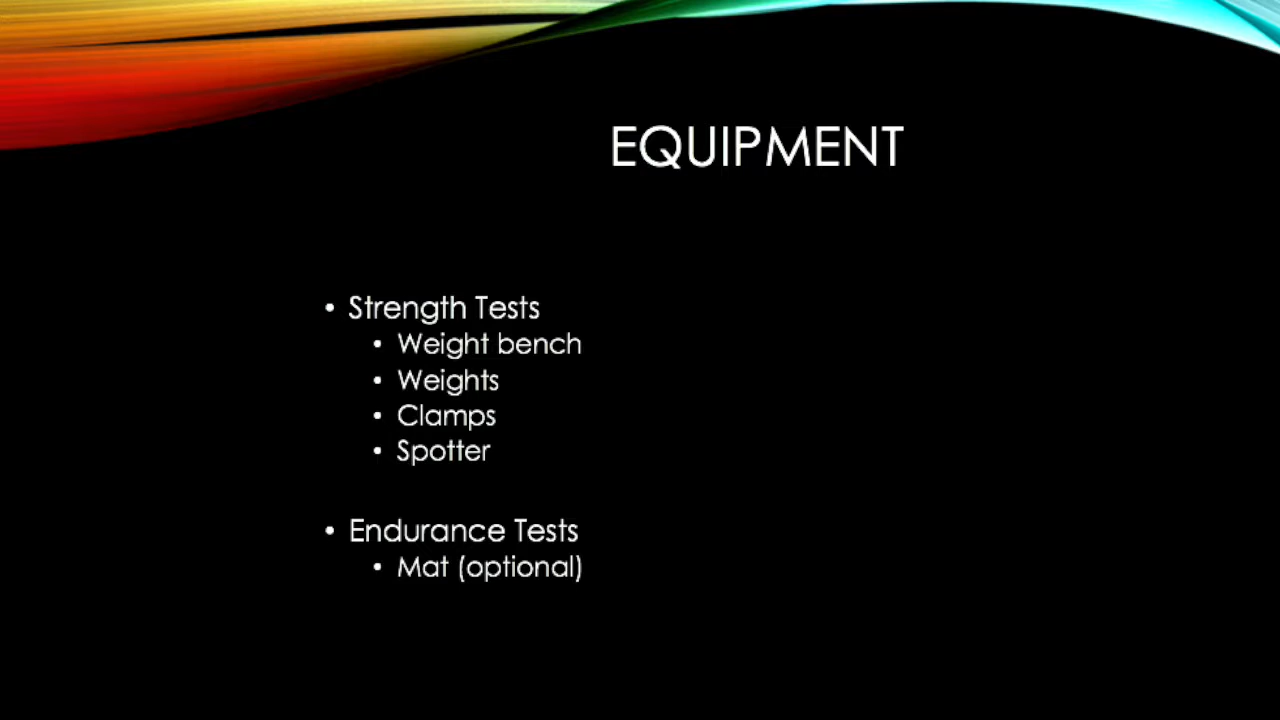 EQUIPMENT
• Strength Tests
• Weight bench
• Weights
• Clamps
• Spotter
• Endurance Tests
• Mat (optional)